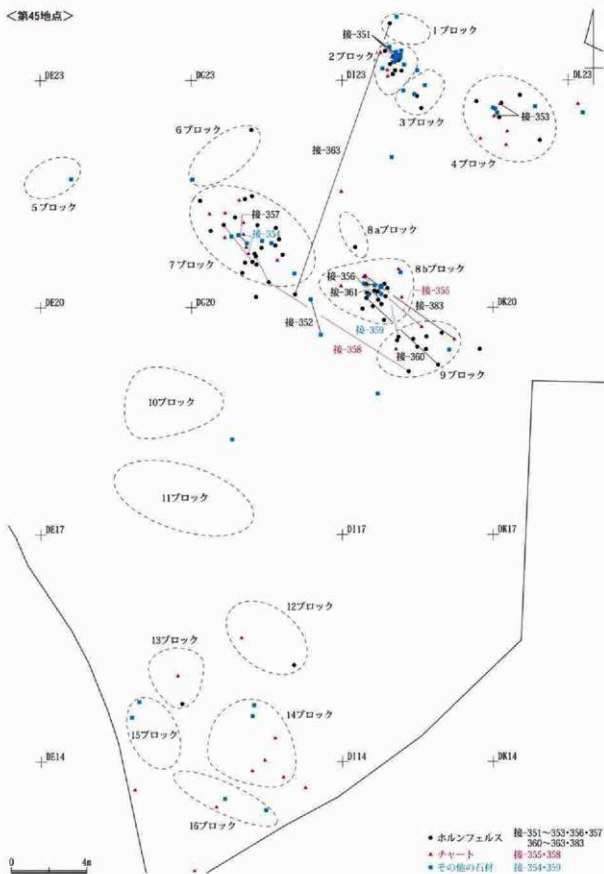 <第45地点>
1ブロック
接-351
2ブロック
DE23
DG23
DI23
DL23
3ブロック
接-353
6ブロック
接-363
4ブロック
5ブロック
8aブロック
接-357
接-354
7ブロック
接-356
8bブロック
接-355
接-361
接-383
DE20
DG20
DK20
接-352
接-359
接-358
接-360
9ブロック
10ブロック
11ブロック
DE17
DI17
DK17
12ブロック
13ブロック
14ブロック
15ブロック
DE14
DI14
DK14
16ブロック
ホルンフェルス 接-351~353・356・357
360~363・383
チャート 接-355・358
その他の石材 接-354・359
0 4m